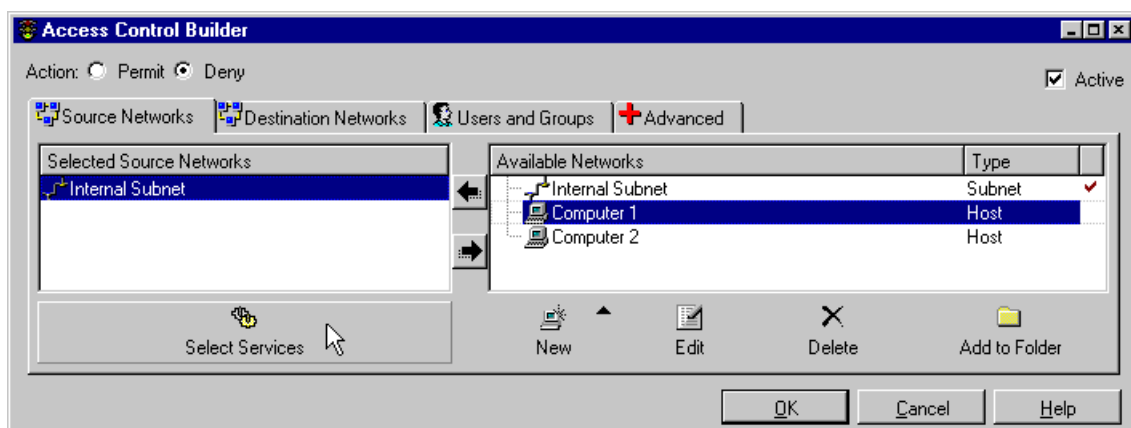 Access Control Builder
Action: Permit Deny Active
Source Networks Destination Networks Users and Groups Advanced
Selected Source Networks Available Networks Type
Internal Subnet Internal Subnet Subnet
Computer 1 Host
Computer 2 Host
Select Services New Edit Delete Add to Folder
OK Cancel Help